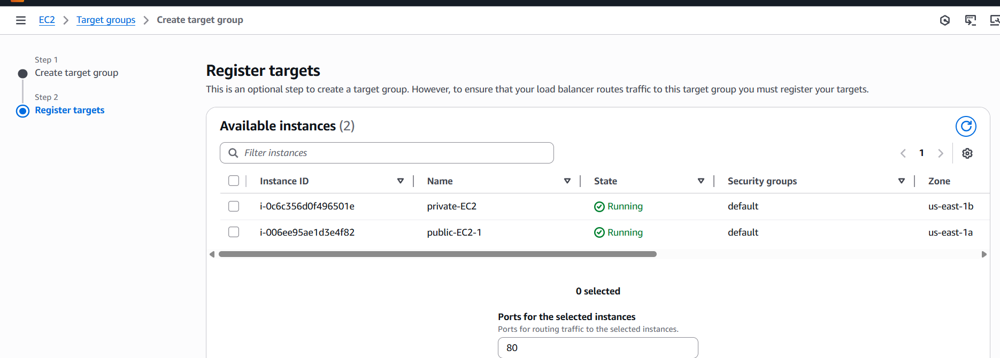 EC2 > Target groups > Create target group
Step 1
Create target group
Step 2
Register targets
Register targets
This is an optional step to create a target group. However, to ensure that your load balancer routes traffic to this target group you must register your targets.
Available instances (2)
Filter instances
1
Instance ID Name State Security groups Zone
i-0c6c356d0f496501e private-EC2 Running default us-east-1b
i-006ee95ae1d3e4f82 public-EC2-1 Running default us-east-1a
0 selected
Ports for the selected instances
Ports for routing traffic to the selected instances.
80